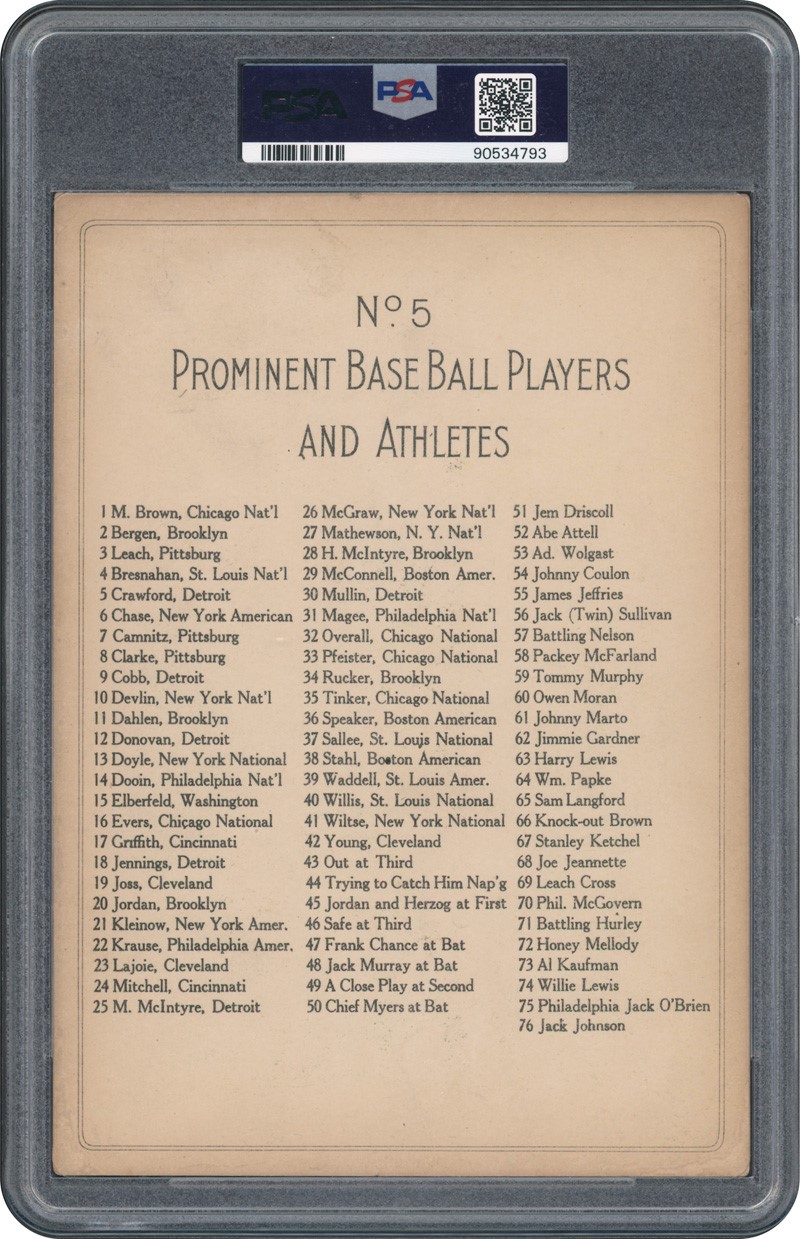 PSA
PSA
90534793
Nº 5
PROMINENT BASE BALL PLAYERS
AND ATHLETES
1 M. Brown, Chicago Nat'l
2 Bergen, Brooklyn
3 Leach, Pittsburg
4 Bresnahan, St. Louis Nat'l
5 Crawford, Detroit
6 Chase, New York American
7 Camnitz, Pittsburg
8 Clarke, Pittsburg
9 Cobb, Detroit
10 Devlin, New York Nat'l
11 Dahlen, Brooklyn
12 Donovan, Detroit
13 Doyle, New York National
14 Dooin, Philadelphia Nat'l
15 Elberfeld, Washington
16 Evers, Chicago National
17 Griffith, Cincinnati
18 Jennings, Detroit
19 Joss, Cleveland
20 Jordan, Brooklyn
21 Kleinow, New York Amer.
22 Krause, Philadelphia Amer.
23 Lajoie, Cleveland
24 Mitchell, Cincinnati
25 M. McIntyre, Detroit
26 McGraw, New York Nat'l
27 Mathewson, N. Y. Nat'l
28 H. McIntyre, Brooklyn
29 McConnell, Boston Amer.
30 Mullin, Detroit
31 Magee, Philadelphia Nat'l
32 Overall, Chicago National
33 Pfeister, Chicago National
34 Rucker, Brooklyn
35 Tinker, Chicago National
36 Speaker, Boston American
37 Sallee, St. Louis National
38 Stahl, Boston American
39 Waddell, St. Louis Amer.
40 Willis, St. Louis National
41 Wiltse, New York National
42 Young, Cleveland
43 Out at Third
44 Trying to Catch Him Nap'g
45 Jordan and Herzog at First
46 Safe at Third
47 Frank Chance at Bat
48 Jack Murray at Bat
49 A Close Play at Second
50 Chief Myers at Bat
51 Jem Driscoll
52 Abe Attell
53 Ad. Wolgast
54 Johnny Coulon
55 James Jeffries
56 Jack (Twin) Sullivan
57 Battling Nelson
58 Packey McFarland
59 Tommy Murphy
60 Owen Moran
61 Johnny Marto
62 Jimmie Gardner
63 Harry Lewis
64 Wm. Papke
65 Sam Langford
66 Knock-out Brown
67 Stanley Ketchel
68 Joe Jeannette
69 Leach Cross
70 Phil. McGovern
71 Battling Hurley
72 Honey Mellody
73 Al Kaufman
74 Willie Lewis
75 Philadelphia Jack O'Brien
76 Jack Johnson